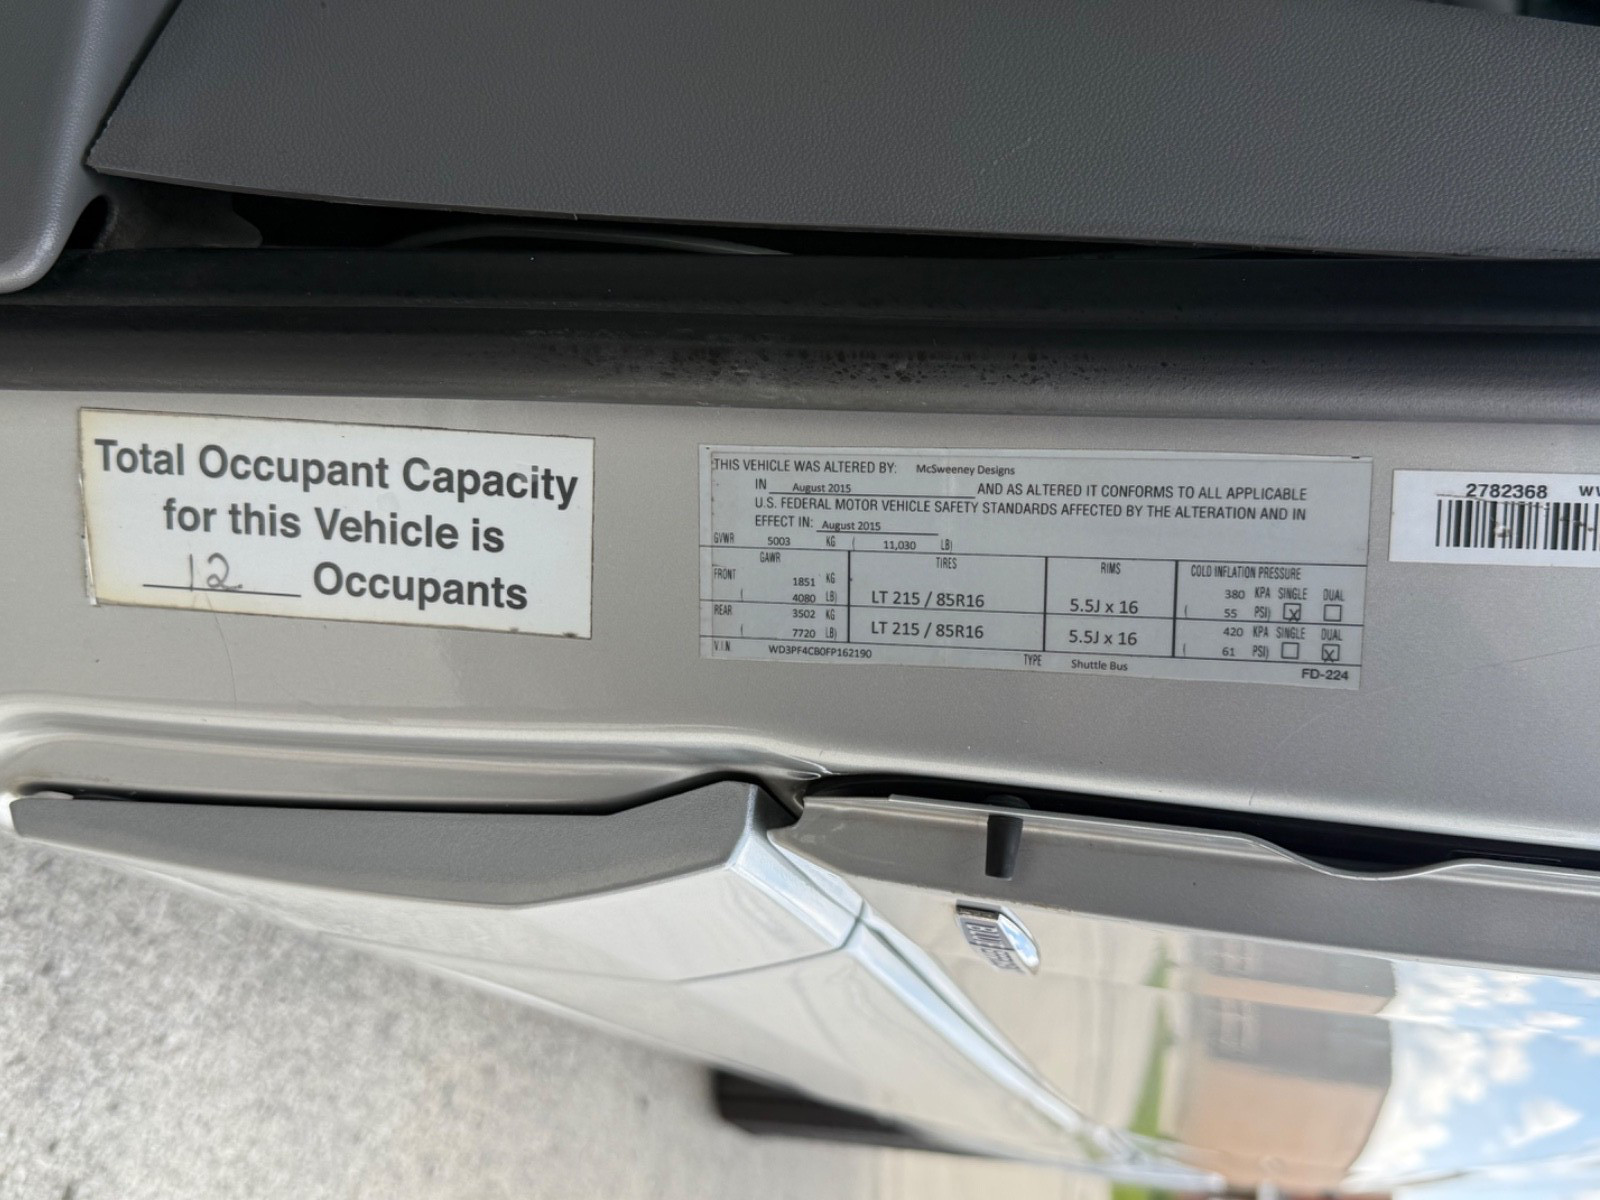 Total Occupant Capacity
for this Vehicle is
12 Occupants
THIS VEHICLE WAS ALTERED BY: McSweeney Designs
IN August 2015 AND AS ALTERED IT CONFORMS TO ALL APPLICABLE
U.S. FEDERAL MOTOR VEHICLE SAFETY STANDARDS AFFECTED BY THE ALTERATION AND IN
EFFECT IN: August 2015
GVWR 5003 KG ( 11,030 LB)
GAWR TIRES RIMS COLD INFLATION PRESSURE
FRONT 1851 KG 380 KPA SINGLE DUAL
( 4080 LB) LT 215 / 85R16 5.5J x 16 ( 55 PSI) X
REAR 3502 KG 420 KPA SINGLE DUAL
( 7720 LB) LT 215 / 85R16 5.5J x 16 ( 61 PSI) X
V.I.N WD3PF4CB0FP162190 TYPE Shuttle Bus
FD-224
2782368